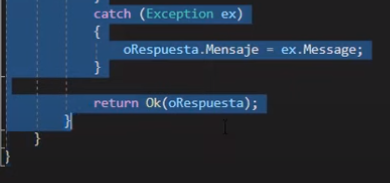 }
catch (Exception ex)
{
oRespuesta.Mensaje = ex.Message;
}
return Ok(oRespuesta);
}
}
}